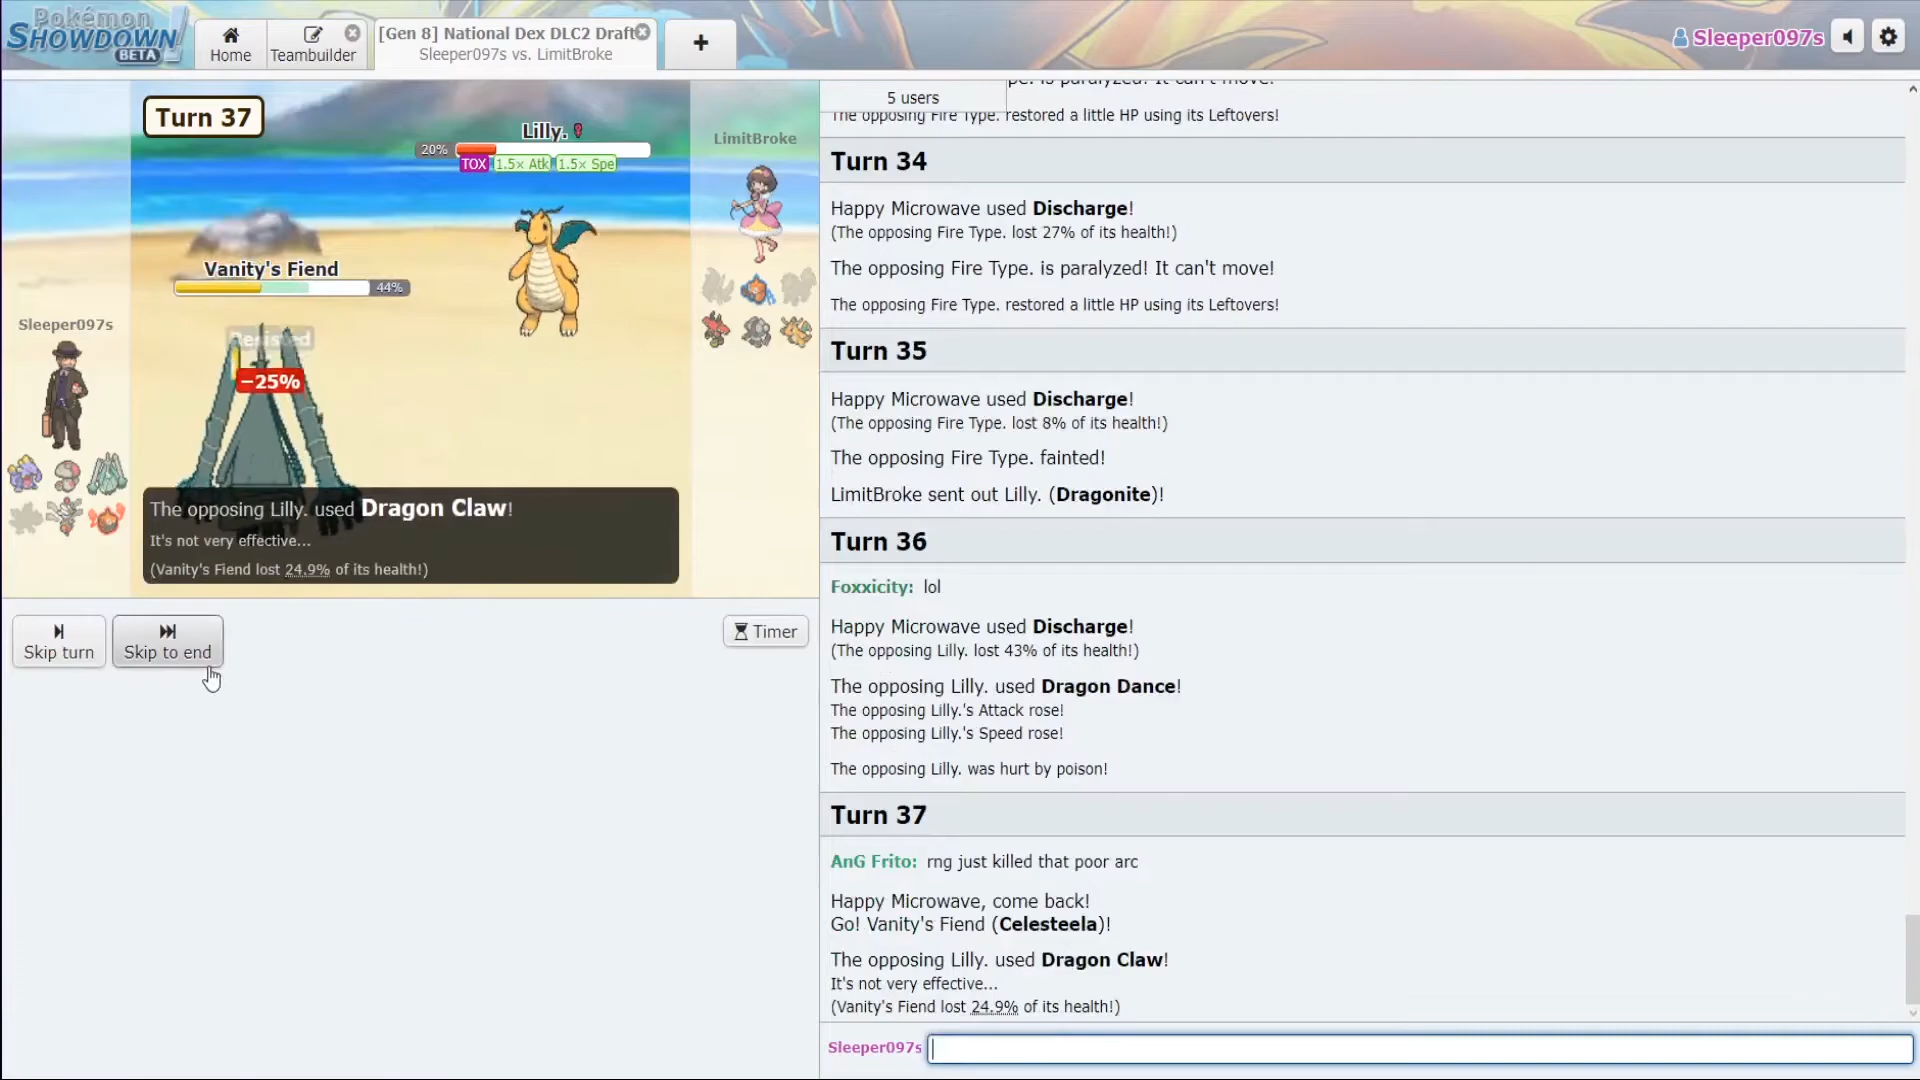 Pokémon
SHOWDOWN!
BETA
Home
Teambuilder
[Gen 8] National Dex DLC2 Draft
Sleeper097s vs. LimitBroke
+
Sleeper097s
Turn 37
Lilly.
20%
TOX 1.5× Atk 1.5× Spe
LimitBroke
Vanity's Fiend
44%
Sleeper097s
Resisted
−25%
The opposing Lilly. used Dragon Claw!
It's not very effective...
(Vanity's Fiend lost 24.9% of its health!)
Skip turn
Skip to end
Timer
5 users
pe. is paralyzed! It can't move!
The opposing Fire Type. restored a little HP using its Leftovers!
Turn 34
Happy Microwave used Discharge!
(The opposing Fire Type. lost 27% of its health!)
The opposing Fire Type. is paralyzed! It can't move!
The opposing Fire Type. restored a little HP using its Leftovers!
Turn 35
Happy Microwave used Discharge!
(The opposing Fire Type. lost 8% of its health!)
The opposing Fire Type. fainted!
LimitBroke sent out Lilly. (Dragonite)!
Turn 36
Foxxicity: lol
Happy Microwave used Discharge!
(The opposing Lilly. lost 43% of its health!)
The opposing Lilly. used Dragon Dance!
The opposing Lilly.'s Attack rose!
The opposing Lilly.'s Speed rose!
The opposing Lilly. was hurt by poison!
Turn 37
AnG Frito: rng just killed that poor arc
Happy Microwave, come back!
Go! Vanity's Fiend (Celesteela)!
The opposing Lilly. used Dragon Claw!
It's not very effective...
(Vanity's Fiend lost 24.9% of its health!)
Sleeper097s